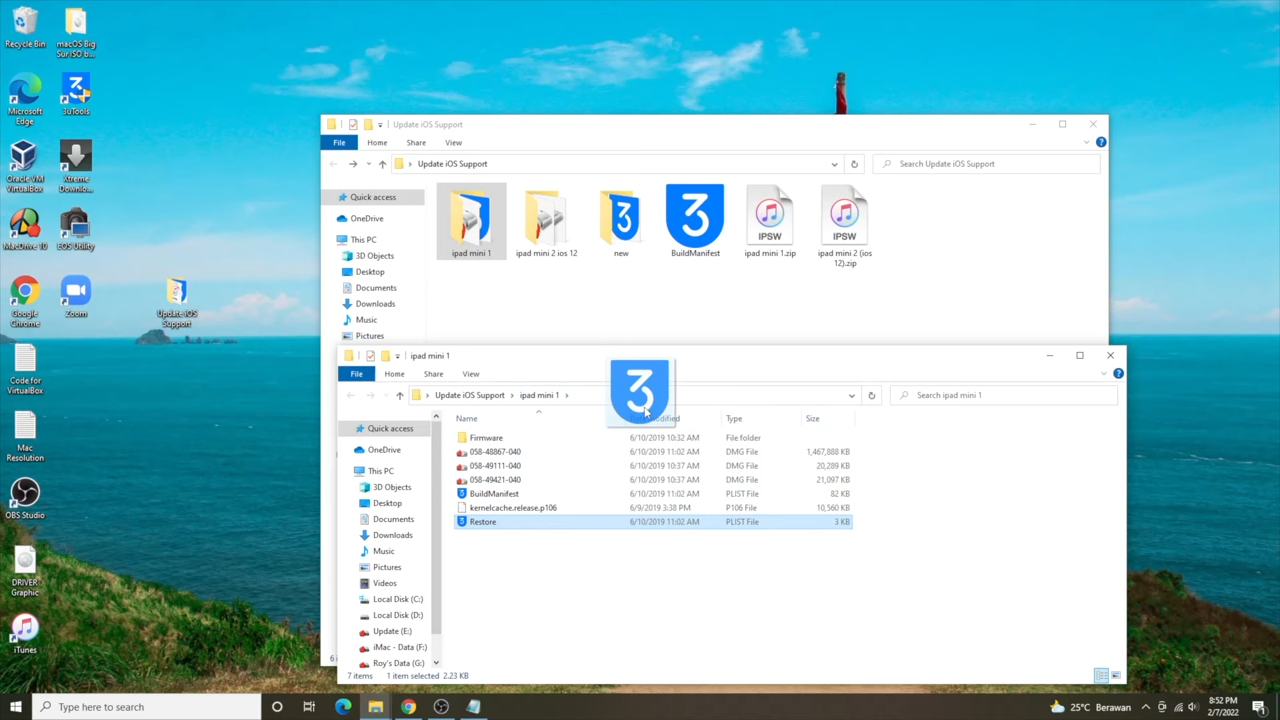 Recycle Bin
macOS Big
Sur ISO b...
Microsoft
Edge
3uTools
Oracle VM
VirtualBox
Xtreme
Downlo...
MacDrive 10
EOS Utility
Google
Chrome
Zoom
Update iOS
Support
Code for
VirtualBox
Mac
Resolution
OBS Studio
DRIVER
Graphic
iTunes
Update iOS Support
File
Home
Share
View
Update iOS Support
Search Update iOS Support
Quick access
OneDrive
This PC
3D Objects
Desktop
Documents
Downloads
Music
Pictures
ipad mini 1
ipad mini 2 ios 12
new
BuildManifest
IPSW
ipad mini 1.zip
IPSW
ipad mini 2 (ios
12).zip
ipad mini 1
File
Home
Share
View
Update iOS Support
ipad mini 1
Search ipad mini 1
Quick access
OneDrive
This PC
3D Objects
Desktop
Documents
Downloads
Music
Pictures
Videos
Local Disk (C:)
Local Disk (D:)
Update (E:)
iMac - Data (F:)
Roy's Data (G:)
Name
Type
Size
Firmware 6/10/2019 10:32 AM File folder
058-48867-040 6/10/2019 11:02 AM DMG File 1,467,888 KB
058-49111-040 6/10/2019 10:37 AM DMG File 20,289 KB
058-49421-040 6/10/2019 10:37 AM DMG File 21,097 KB
BuildManifest 6/10/2019 11:02 AM PLIST File 82 KB
kernelcache.release.p106 6/9/2019 3:38 PM P106 File 10,560 KB
Restore 6/10/2019 11:02 AM PLIST File 3 KB
7 items 1 item selected 2.23 KB
Type here to search
25°C Berawan
8:52 PM
2/7/2022